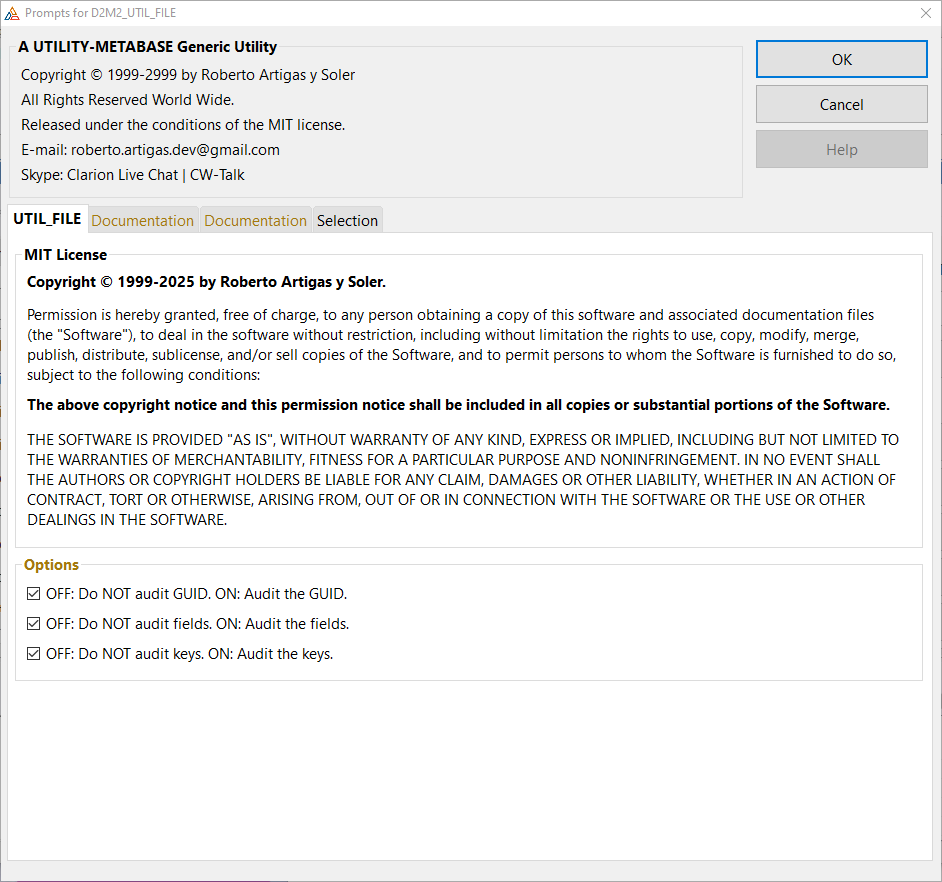 Prompts for D2M2_UTIL_FILE
A UTILITY-METABASE Generic Utility
Copyright © 1999-2999 by Roberto Artigas y Soler
All Rights Reserved World Wide.
Released under the conditions of the MIT license.
E-mail: roberto.artigas.dev@gmail.com
Skype: Clarion Live Chat | CW-Talk
OK
Cancel
Help
UTIL_FILE Documentation Documentation Selection
MIT License
Copyright © 1999-2025 by Roberto Artigas y Soler.
Permission is hereby granted, free of charge, to any person obtaining a copy of this software and associated documentation files
(the "Software"), to deal in the software without restriction, including without limitation the rights to use, copy, modify, merge,
publish, distribute, sublicense, and/or sell copies of the Software, and to permit persons to whom the Software is furnished to do so,
subject to the following conditions:
The above copyright notice and this permission notice shall be included in all copies or substantial portions of the Software.
THE SOFTWARE IS PROVIDED "AS IS", WITHOUT WARRANTY OF ANY KIND, EXPRESS OR IMPLIED, INCLUDING BUT NOT LIMITED TO
THE WARRANTIES OF MERCHANTABILITY, FITNESS FOR A PARTICULAR PURPOSE AND NONINFRINGEMENT. IN NO EVENT SHALL
THE AUTHORS OR COPYRIGHT HOLDERS BE LIABLE FOR ANY CLAIM, DAMAGES OR OTHER LIABILITY, WHETHER IN AN ACTION OF
CONTRACT, TORT OR OTHERWISE, ARISING FROM, OUT OF OR IN CONNECTION WITH THE SOFTWARE OR THE USE OR OTHER
DEALINGS IN THE SOFTWARE.
Options
OFF: Do NOT audit GUID. ON: Audit the GUID.
OFF: Do NOT audit fields. ON: Audit the fields.
OFF: Do NOT audit keys. ON: Audit the keys.